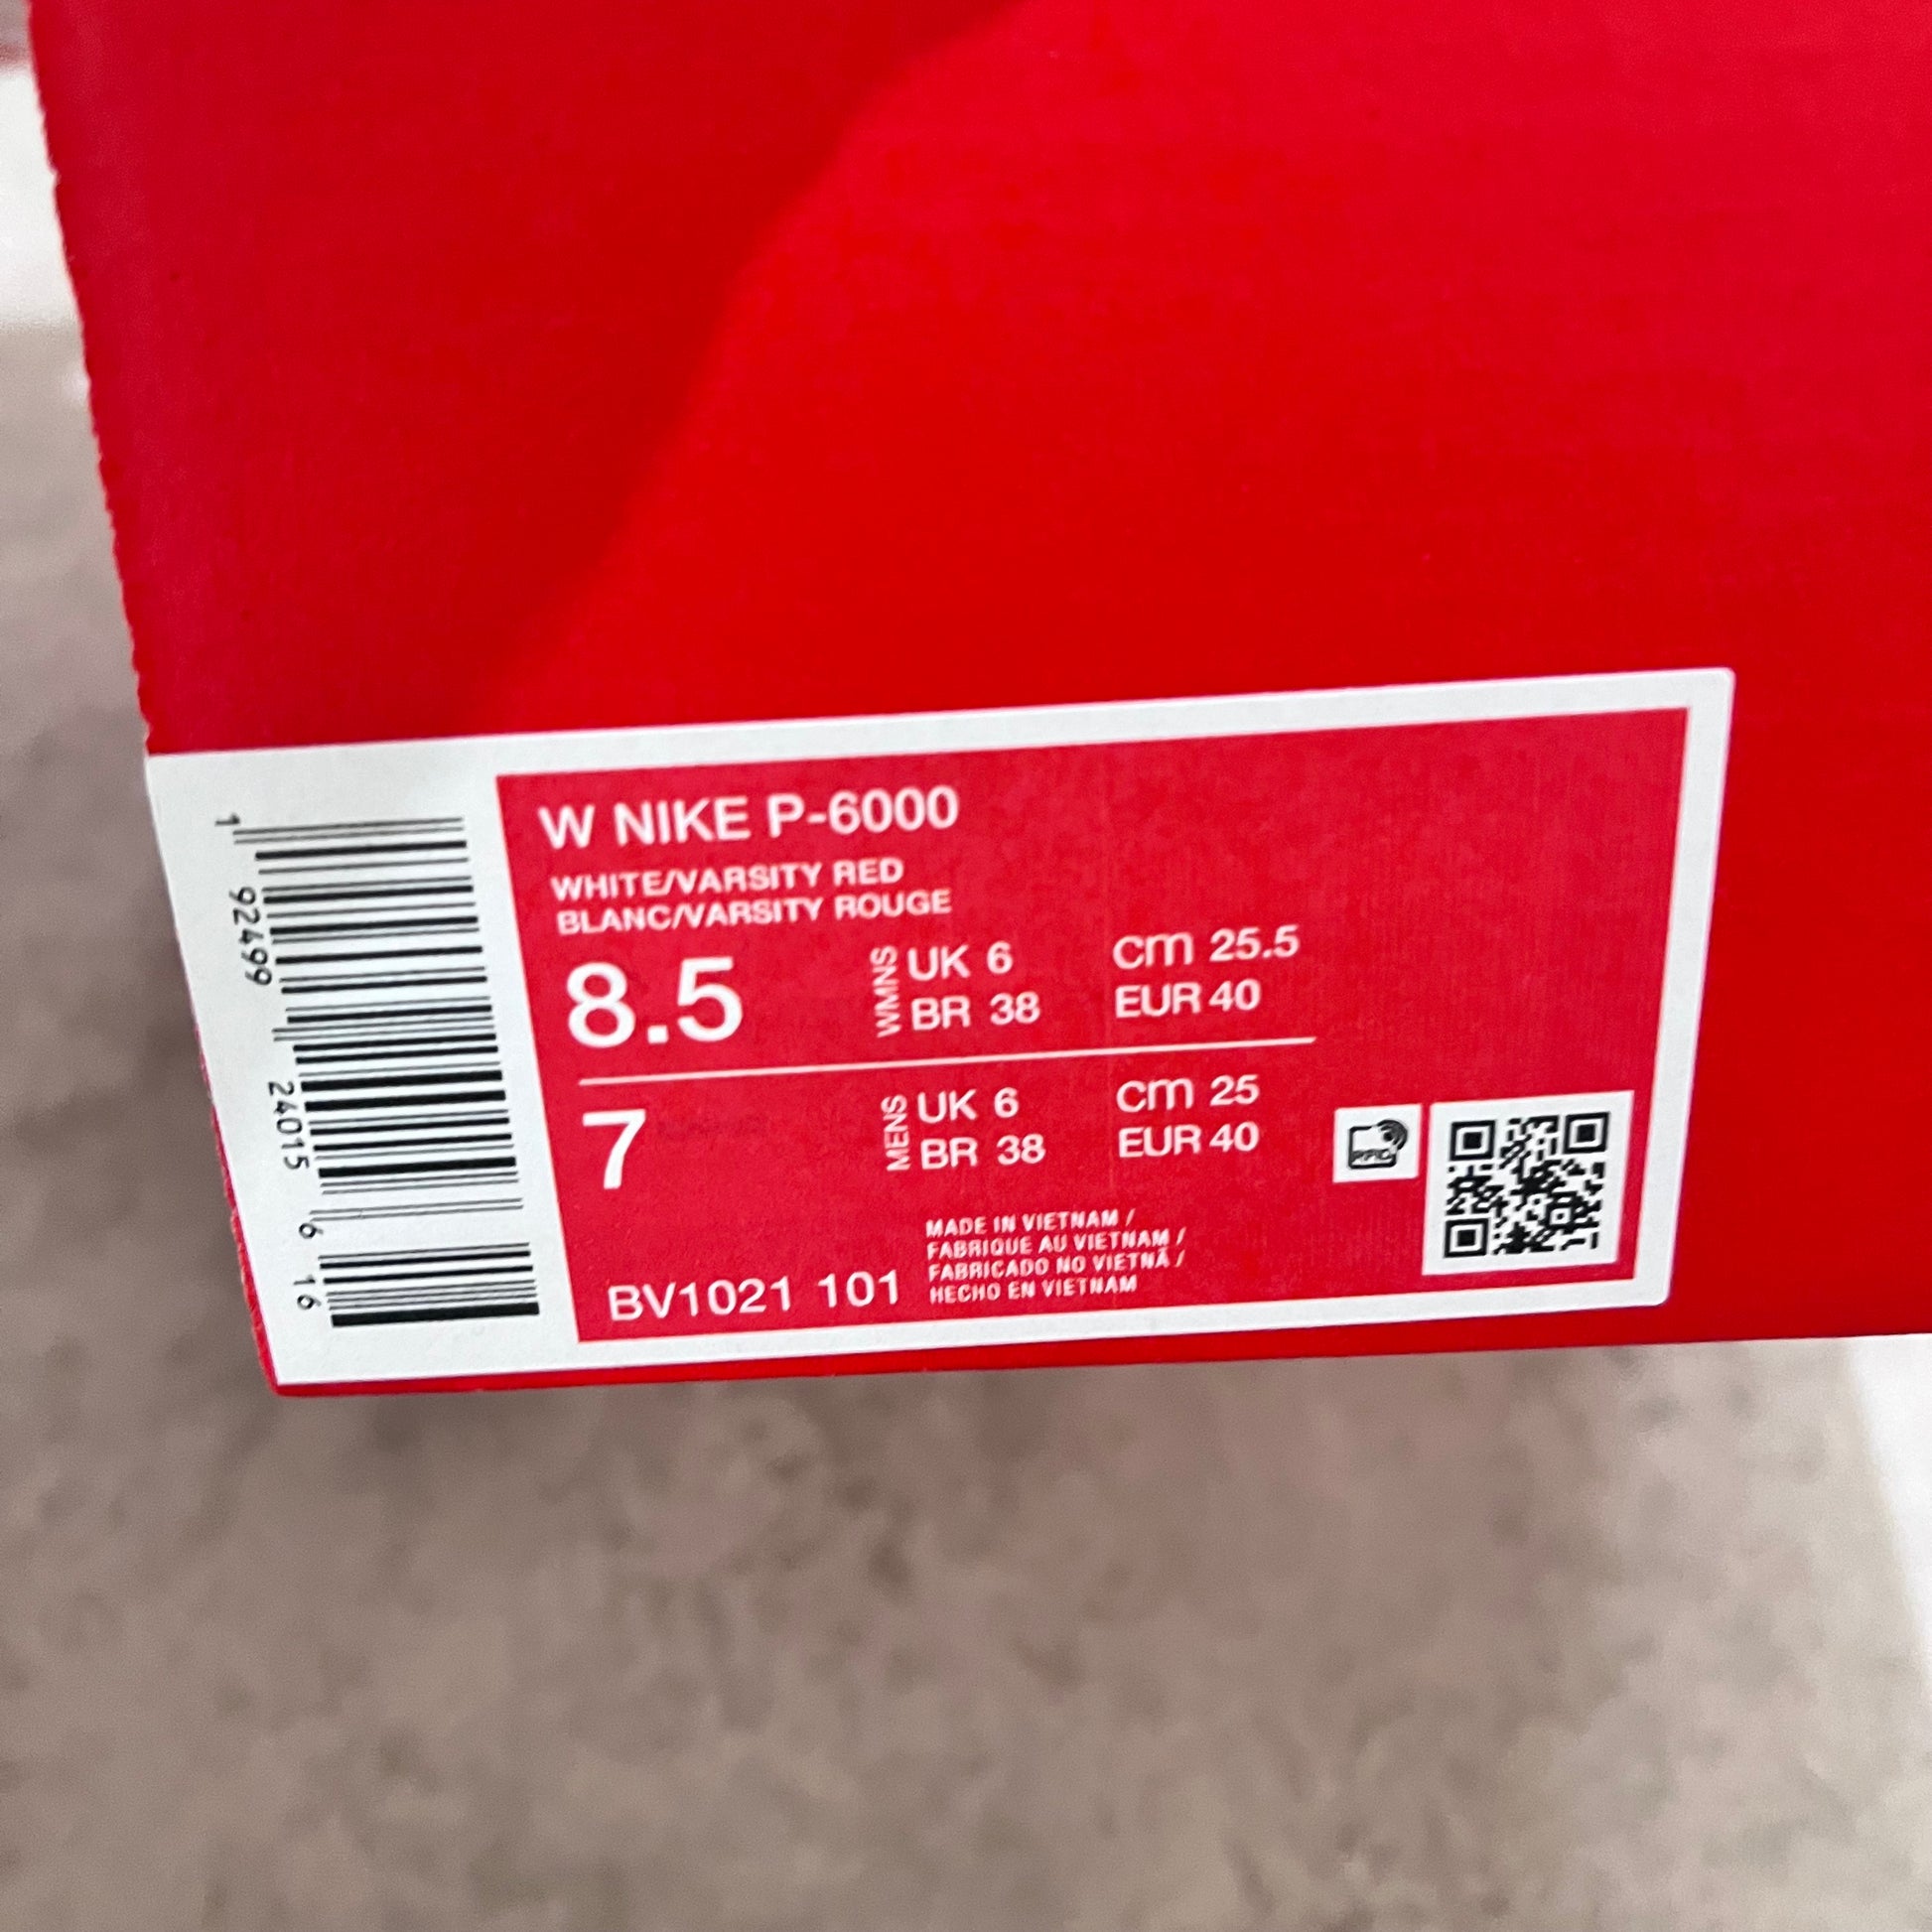 W NIKE P-6000
WHITE/VARSITY RED
BLANC/VARSITY ROUGE
8.5 WMNS UK 6 cm 25.5
BR 38 EUR 40
7 MENS UK 6 cm 25
BR 38 EUR 40
MADE IN VIETNAM /
FABRIQUE AU VIETNAM /
FABRICADO NO VIETNÃ /
HECHO EN VIETNAM
BV1021 101
RFID
1 92499 24015 6 16